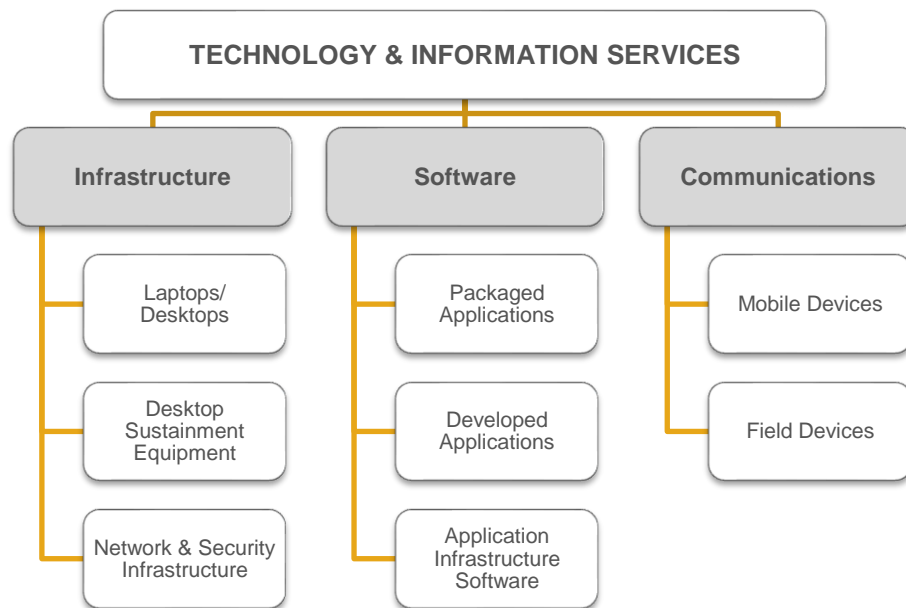 TECHNOLOGY & INFORMATION SERVICES
Infrastructure
Software
Communications
Laptops/
Desktops
Packaged
Applications
Mobile Devices
Desktop
Sustainment
Equipment
Developed
Applications
Field Devices
Network & Security
Infrastructure
Application
Infrastructure
Software